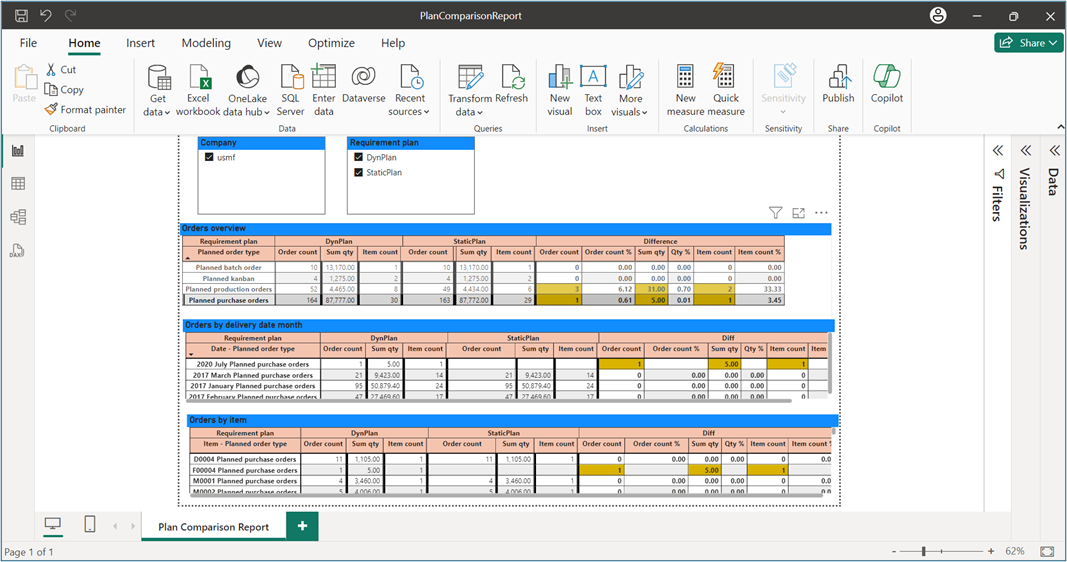 PlanComparisonReport
File Home Insert Modeling View Optimize Help Share
Paste
Cut
Copy
Format painter
Clipboard
Get data
Excel workbook
OneLake data hub
SQL Server
Enter data
Dataverse
Recent sources
Data
Transform data
Refresh
Queries
New visual
Text box
More visuals
Insert
New measure
Quick measure
Calculations
Sensitivity
Sensitivity
Publish
Share
Copilot
Copilot
Company
usmf
Requirement plan
DynPlan
StaticPlan
Filters
Visualizations
Data
Orders overview
Requirement plan DynPlan StaticPlan Difference
Planned order type Order count Sum qty Item count Order count Sum qty Item count Order count Order count % Sum qty Qty % Item count Item count %
Planned batch order 10 13,170.00 1 10 13,170.00 1 0 0.00 0.00 0.00 0 0.00
Planned kanban 4 1,275.00 2 4 1,275.00 2 0 0.00 0.00 0.00 0 0.00
Planned production orders 52 4,465.00 8 49 4,434.00 6 3 6.12 31.00 0.70 2 33.33
Planned purchase orders 164 87,777.00 30 163 87,772.00 29 1 0.61 5.00 0.01 1 3.45
Orders by delivery date month
Requirement plan DynPlan StaticPlan Diff
Date - Planned order type Order count Sum qty Item count Order count Sum qty Item count Order count Order count % Sum qty Qty % Item count Item
2020 July Planned purchase orders 1 5.00 1 1 5.00 1
2017 March Planned purchase orders 21 9,423.00 14 21 9,423.00 14 0 0.00 0.00 0.00 0
2017 January Planned purchase orders 95 50,879.40 24 95 50,879.40 24 0 0.00 0.00 0.00 0
2017 February Planned purchase orders 47 27,469.60 17 47 27,469.60 17 0 0.00 0.00 0.00 0
Orders by item
Requirement plan DynPlan StaticPlan Diff
Item - Planned order type Order count Sum qty Item count Order count Sum qty Item count Order count Order count % Sum qty Qty % Item count Item count %
D0004 Planned purchase orders 11 1,105.00 1 11 1,105.00 1 0 0.00 0.00 0.00 0 0.0
F00004 Planned purchase orders 1 5.00 1 1 5.00 1
M0001 Planned purchase orders 4 3,460.00 1 4 3,460.00 1 0 0.00 0.00 0.00 0 0.0
M0002 Planned purchase orders 5 4,006.00 1 5 4,006.00 1 0 0.00 0.00 0.00 0 0.0
Plan Comparison Report
Page 1 of 1
- + 62%